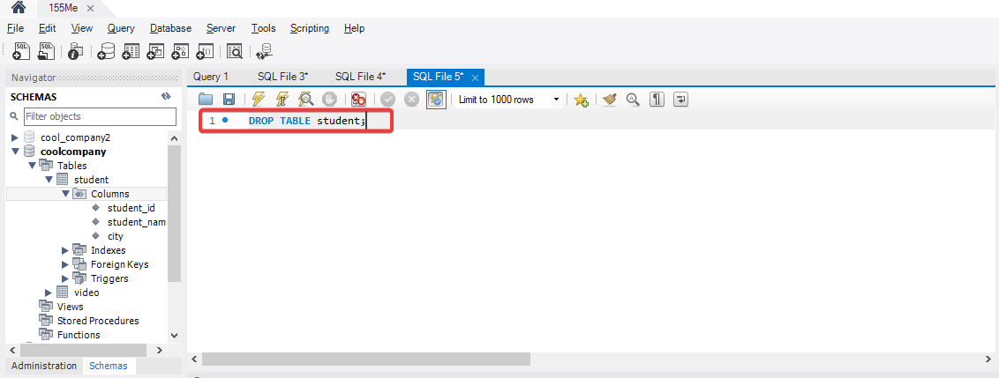 155Me
File Edit View Query Database Server Tools Scripting Help
Navigator
SCHEMAS
Filter objects
cool_company2
coolcompany
Tables
student
Columns
student_id
student_nam
city
Indexes
Foreign Keys
Triggers
video
Views
Stored Procedures
Functions
Administration Schemas
Query 1 SQL File 3* SQL File 4* SQL File 5*
Limit to 1000 rows
1 DROP TABLE student;